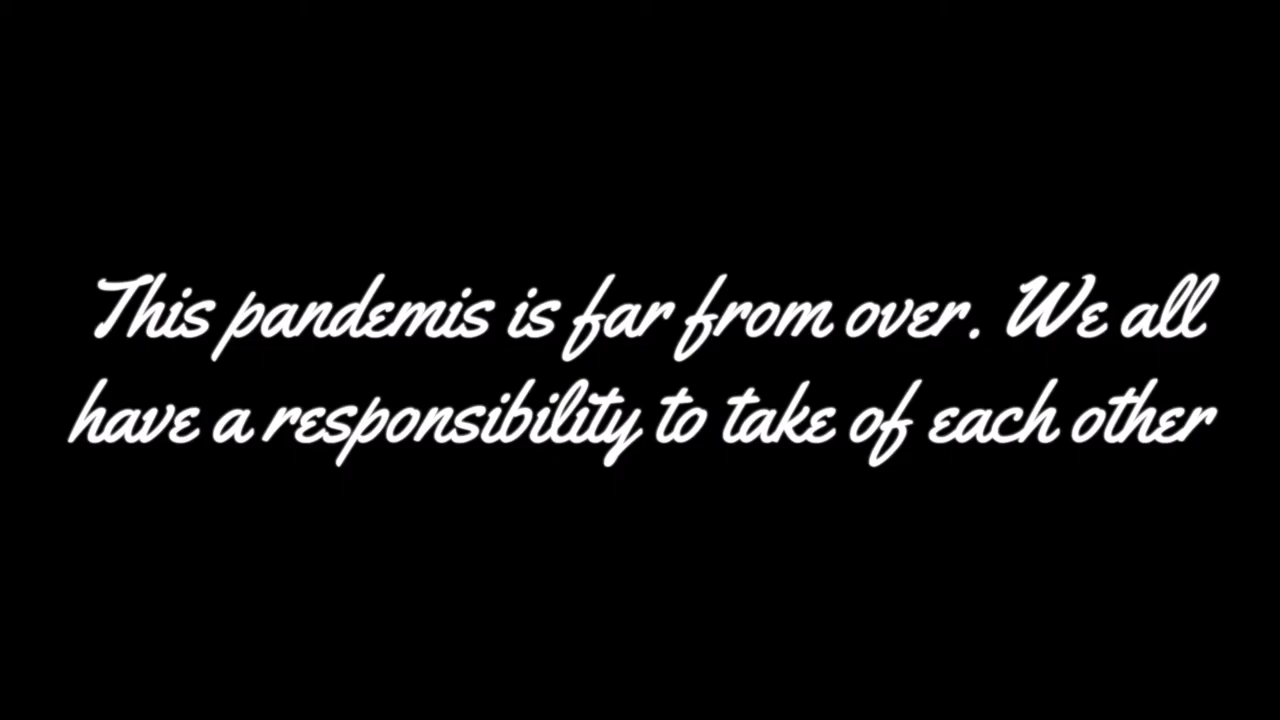 This pandemis is far from over. We all
have a responsibility to take of each other